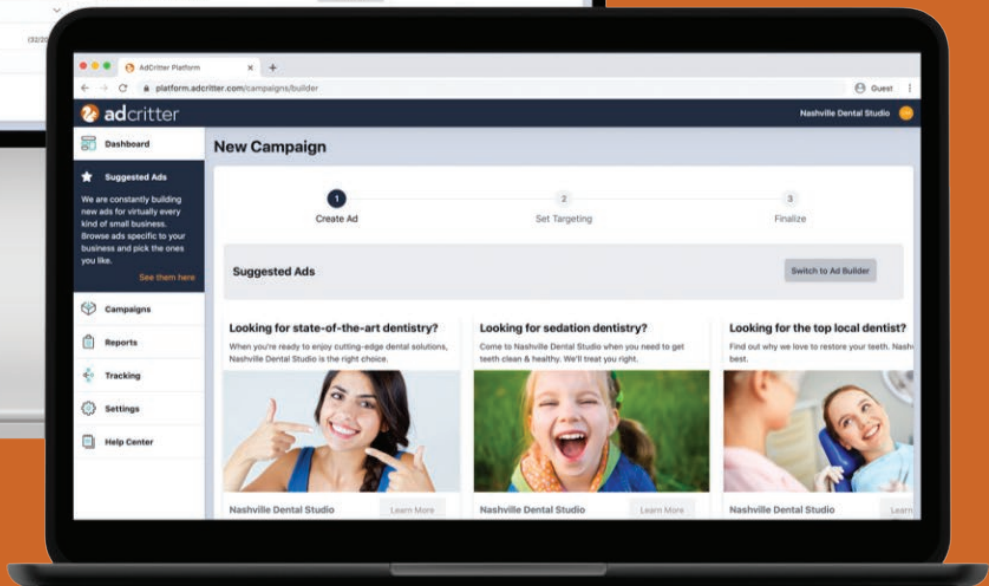 AdCritter Platform
platform.adcritter.com/campaigns/builder
Guest
adcritter
Nashville Dental Studio
Dashboard
Suggested Ads
We are constantly building
new ads for virtually every
kind of small business.
Browse ads specific to your
business and pick the ones
you like.
See them here
Campaigns
Reports
Tracking
Settings
Help Center
New Campaign
1
Create Ad
2
Set Targeting
3
Finalize
Suggested Ads
Switch to Ad Builder
Looking for state-of-the-art dentistry?
When you're ready to enjoy cutting-edge dental solutions,
Nashville Dental Studio is the right choice.
Nashville Dental Studio
Learn More
Looking for sedation dentistry?
Come to Nashville Dental Studio when you need to get
teeth clean & healthy. We'll treat you right.
Nashville Dental Studio
Learn More
Looking for the top local dentist?
Find out why we love to restore your teeth. Nash
best.
Nashville Dental Studio
Learn